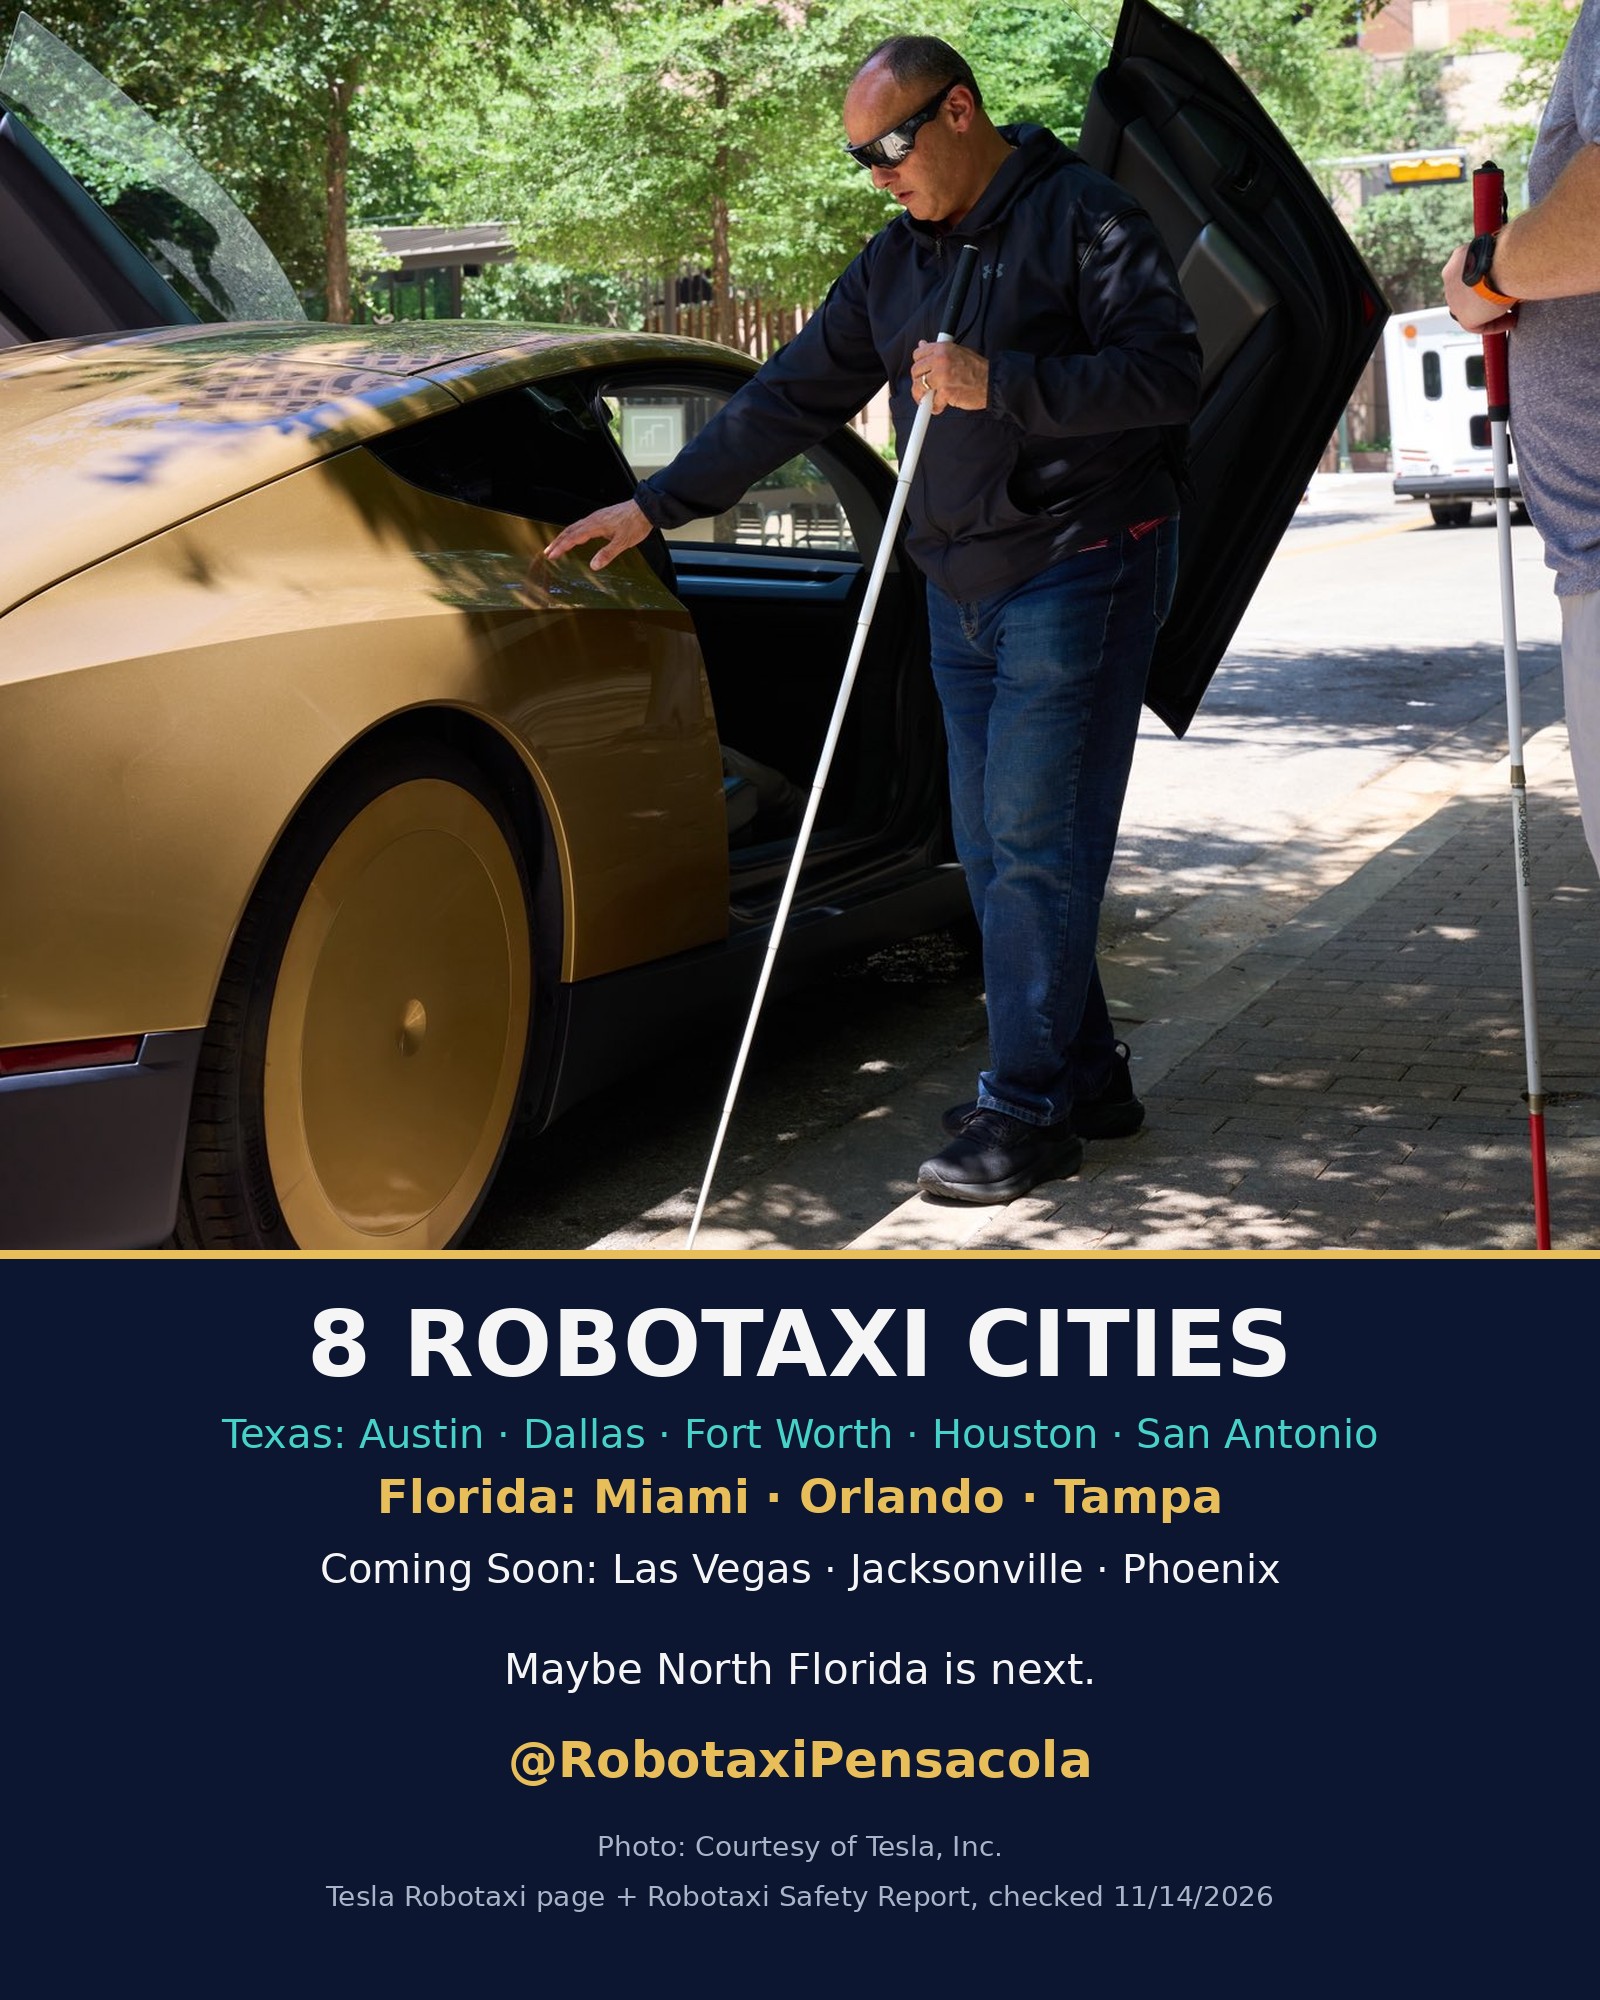 8 ROBOTAXI CITIES
Texas: Austin · Dallas · Fort Worth · Houston · San Antonio
Florida: Miami · Orlando · Tampa
Coming Soon: Las Vegas · Jacksonville · Phoenix
Maybe North Florida is next.
@RobotaxiPensacola
Photo: Courtesy of Tesla, Inc.
Tesla Robotaxi page + Robotaxi Safety Report, checked 11/14/2026